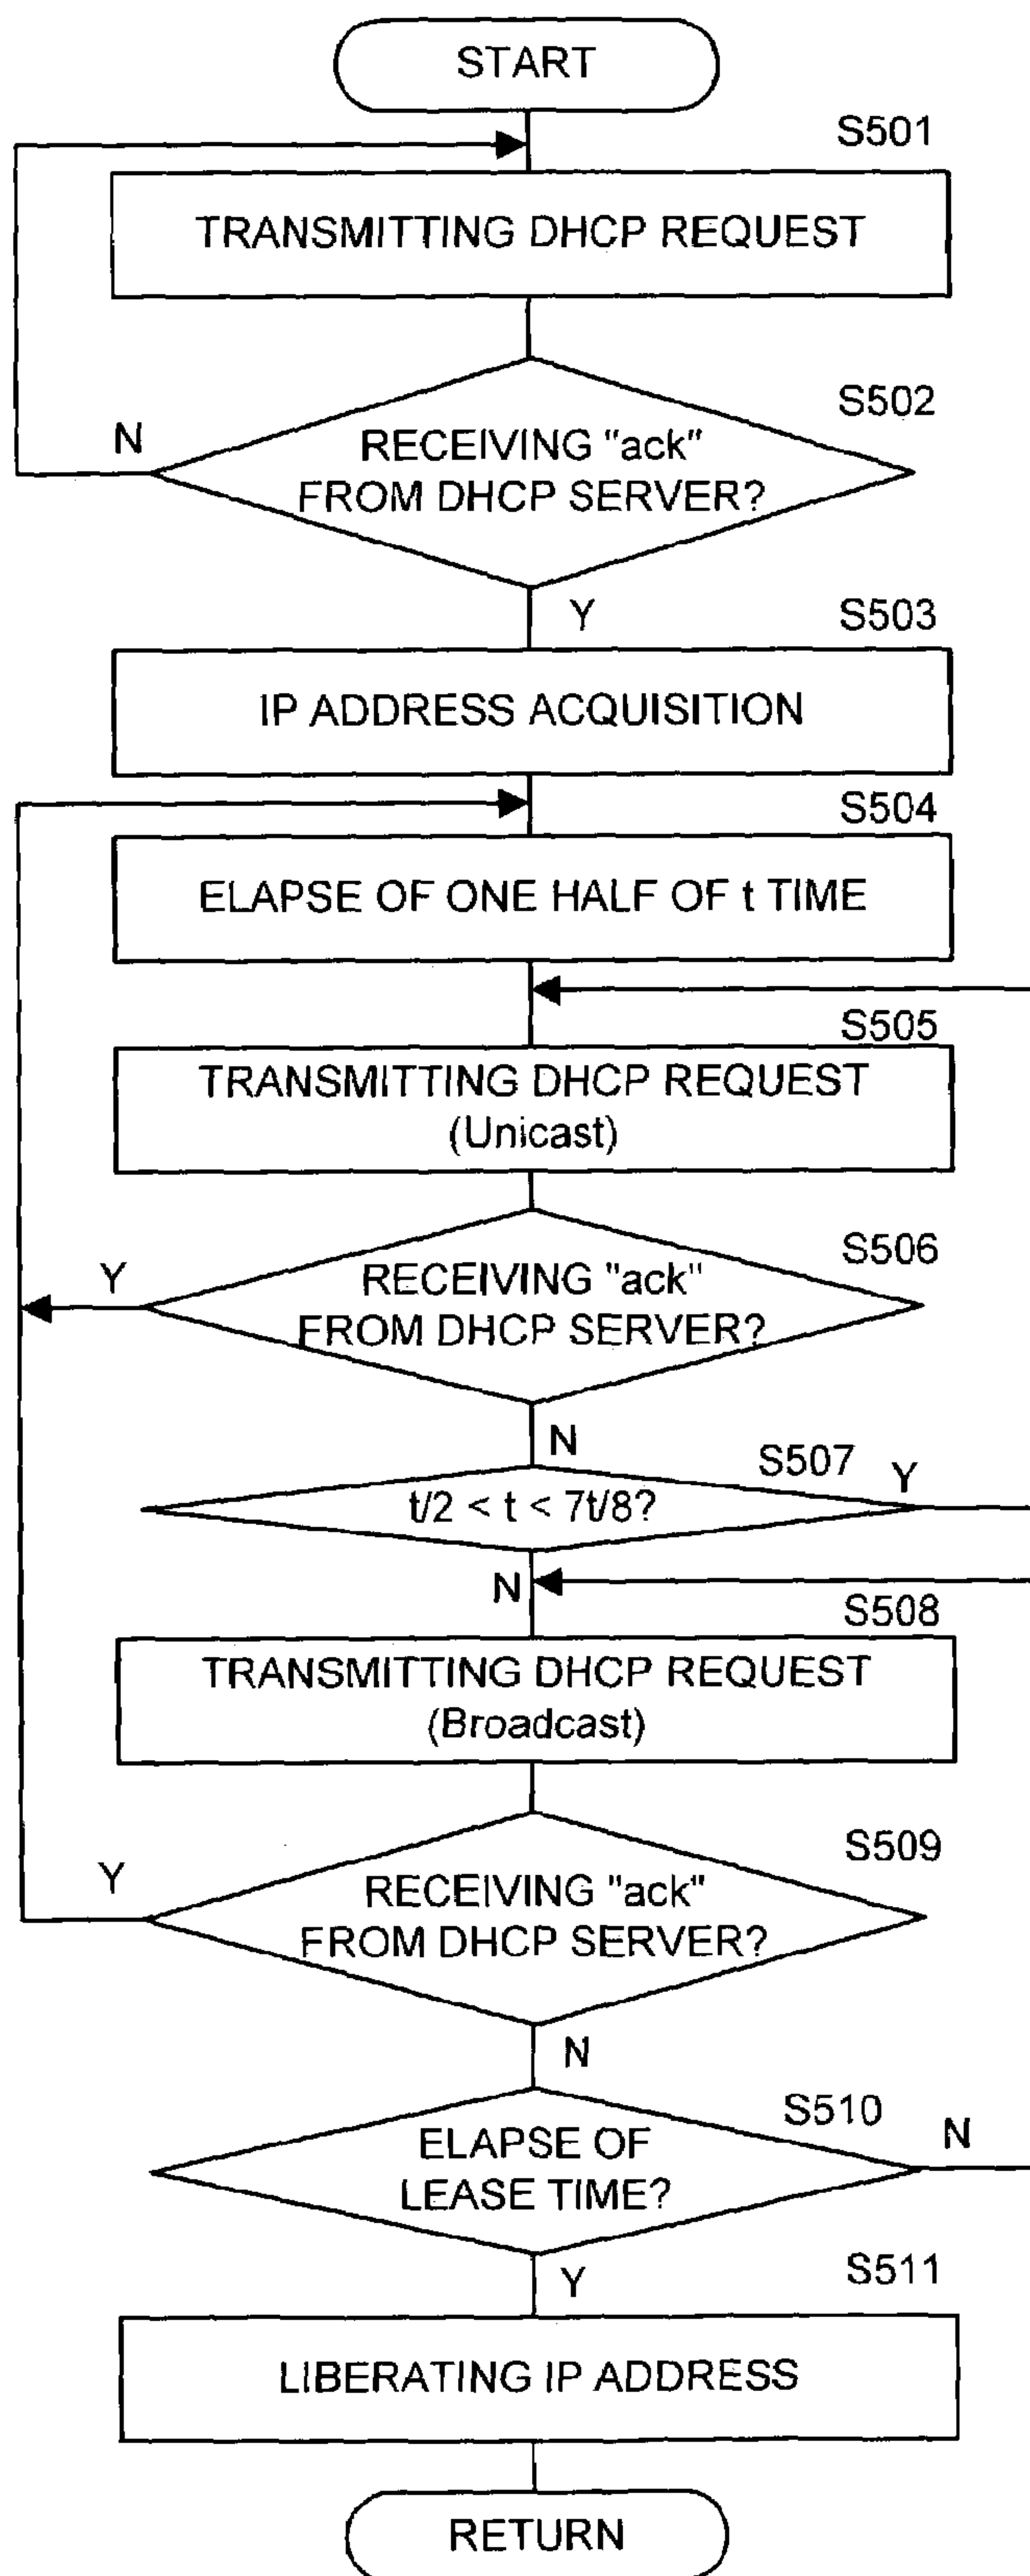 START
S501
TRANSMITTING DHCP REQUEST
S502
N
RECEIVING "ack"
FROM DHCP SERVER?
Y
S503
IP ADDRESS ACQUISITION
S504
ELAPSE OF ONE HALF OF t TIME
S505
TRANSMITTING DHCP REQUEST
(Unicast)
S506
Y
RECEIVING "ack"
FROM DHCP SERVER?
N
S507
Y
t/2 < t < 7t/8?
N
S508
TRANSMITTING DHCP REQUEST
(Broadcast)
S509
Y
RECEIVING "ack"
FROM DHCP SERVER?
N
S510
N
ELAPSE OF
LEASE TIME?
Y
S511
LIBERATING IP ADDRESS
RETURN